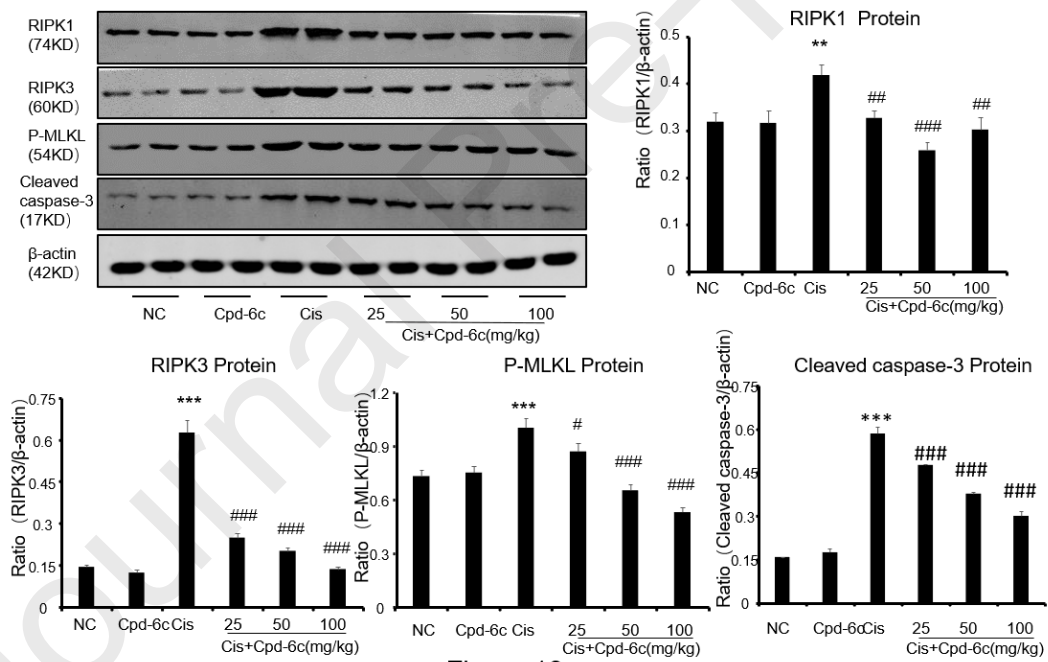 RIPK1
(74KD)
RIPK3
(60KD)
P-MLKL
(54KD)
Cleaved
caspase-3
(17KD)
β-actin
(42KD)
NC Cpd-6c Cis 25 50 100
Cis+Cpd-6c(mg/kg)
RIPK1 Protein
Ratio (RIPK1/β-actin)
0.5
0.4
0.3
0.2
0.1
0
**
##
###
##
NC Cpd-6c Cis 25 50 100
Cis+Cpd-6c(mg/kg)
RIPK3 Protein
Ratio (RIPK3/β-actin)
0.75
0.6
0.45
0.3
0.15
0
***
###
###
###
NC Cpd-6cCis 25 50 100
Cis+Cpd-6c(mg/kg)
P-MLKL Protein
Ratio (P-MLKL/β-actin)
1.2
0.9
0.6
0.3
0
***
#
###
###
NC Cpd-6c Cis 25 50 100
Cis+Cpd-6c(mg/kg)
Cleaved caspase-3 Protein
Ratio (Cleaved caspase-3/β-actin)
0.75
0.6
0.45
0.3
0.15
0
***
###
###
###
NC Cpd-6cCis 25 50 100
Cis+Cpd-6c(mg/kg)
Journal Pre-